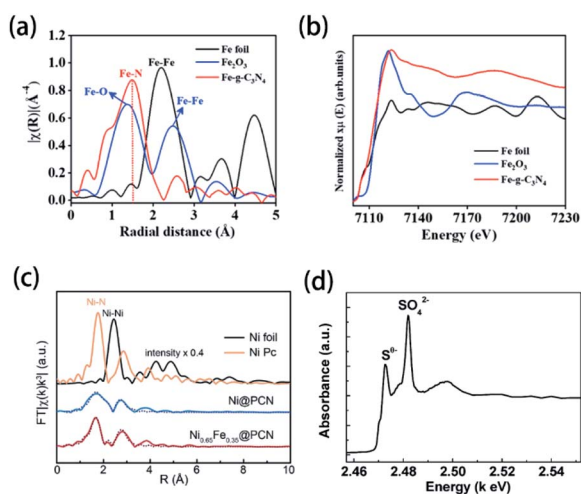 (a)
1.2
1.0
0.8
0.6
0.4
0.2
0.0
|χ(R)|(Å⁻⁴)
Fe-N
Fe-O
Fe-Fe
Fe-Fe
Fe foil
Fe₂O₃
Fe-g-C₃N₄
0 1 2 3 4 5
Radial distance (Å)
(b)
Normalized xμ (E) (arb.units)
Fe foil
Fe₂O₃
Fe-g-C₃N₄
7110 7140 7170 7200 7230
Energy (eV)
(c)
FT|χ(k)k³| (a.u.)
Ni-N
Ni-Ni
Ni foil
Ni Pc
intensity x 0.4
Ni@PCN
Ni₀.₆₅Fe₀.₃₅@PCN
0 2 4 6 8 10
R (Å)
(d)
Absorbance (a.u.)
S⁰⁻
SO₄²⁻
2.46 2.48 2.50 2.52 2.54
Energy (k eV)